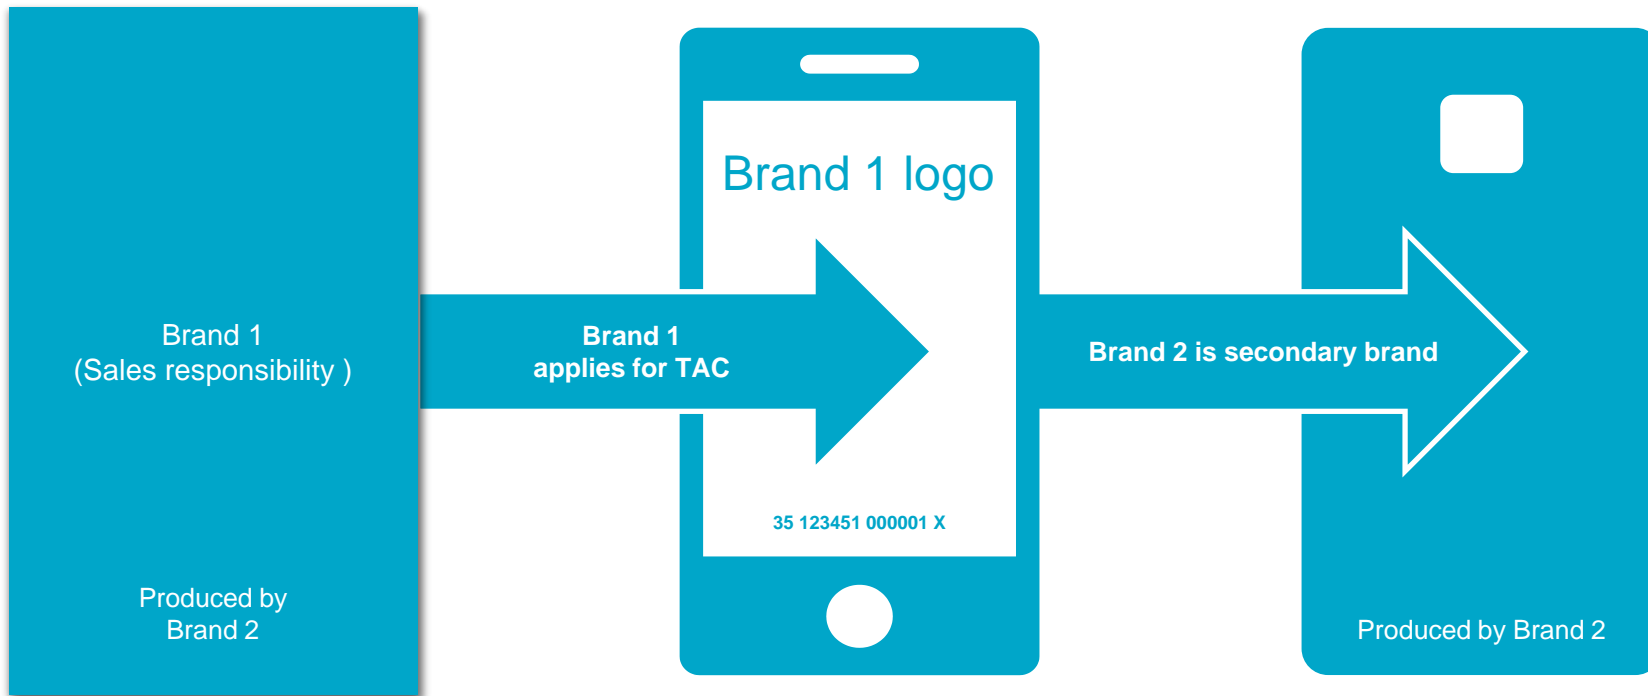 Brand 1
(Sales responsibility )
Produced by
Brand 2
Brand 1
applies for TAC
Brand 1 logo
35 123451 000001 X
Brand 2 is secondary brand
Produced by Brand 2